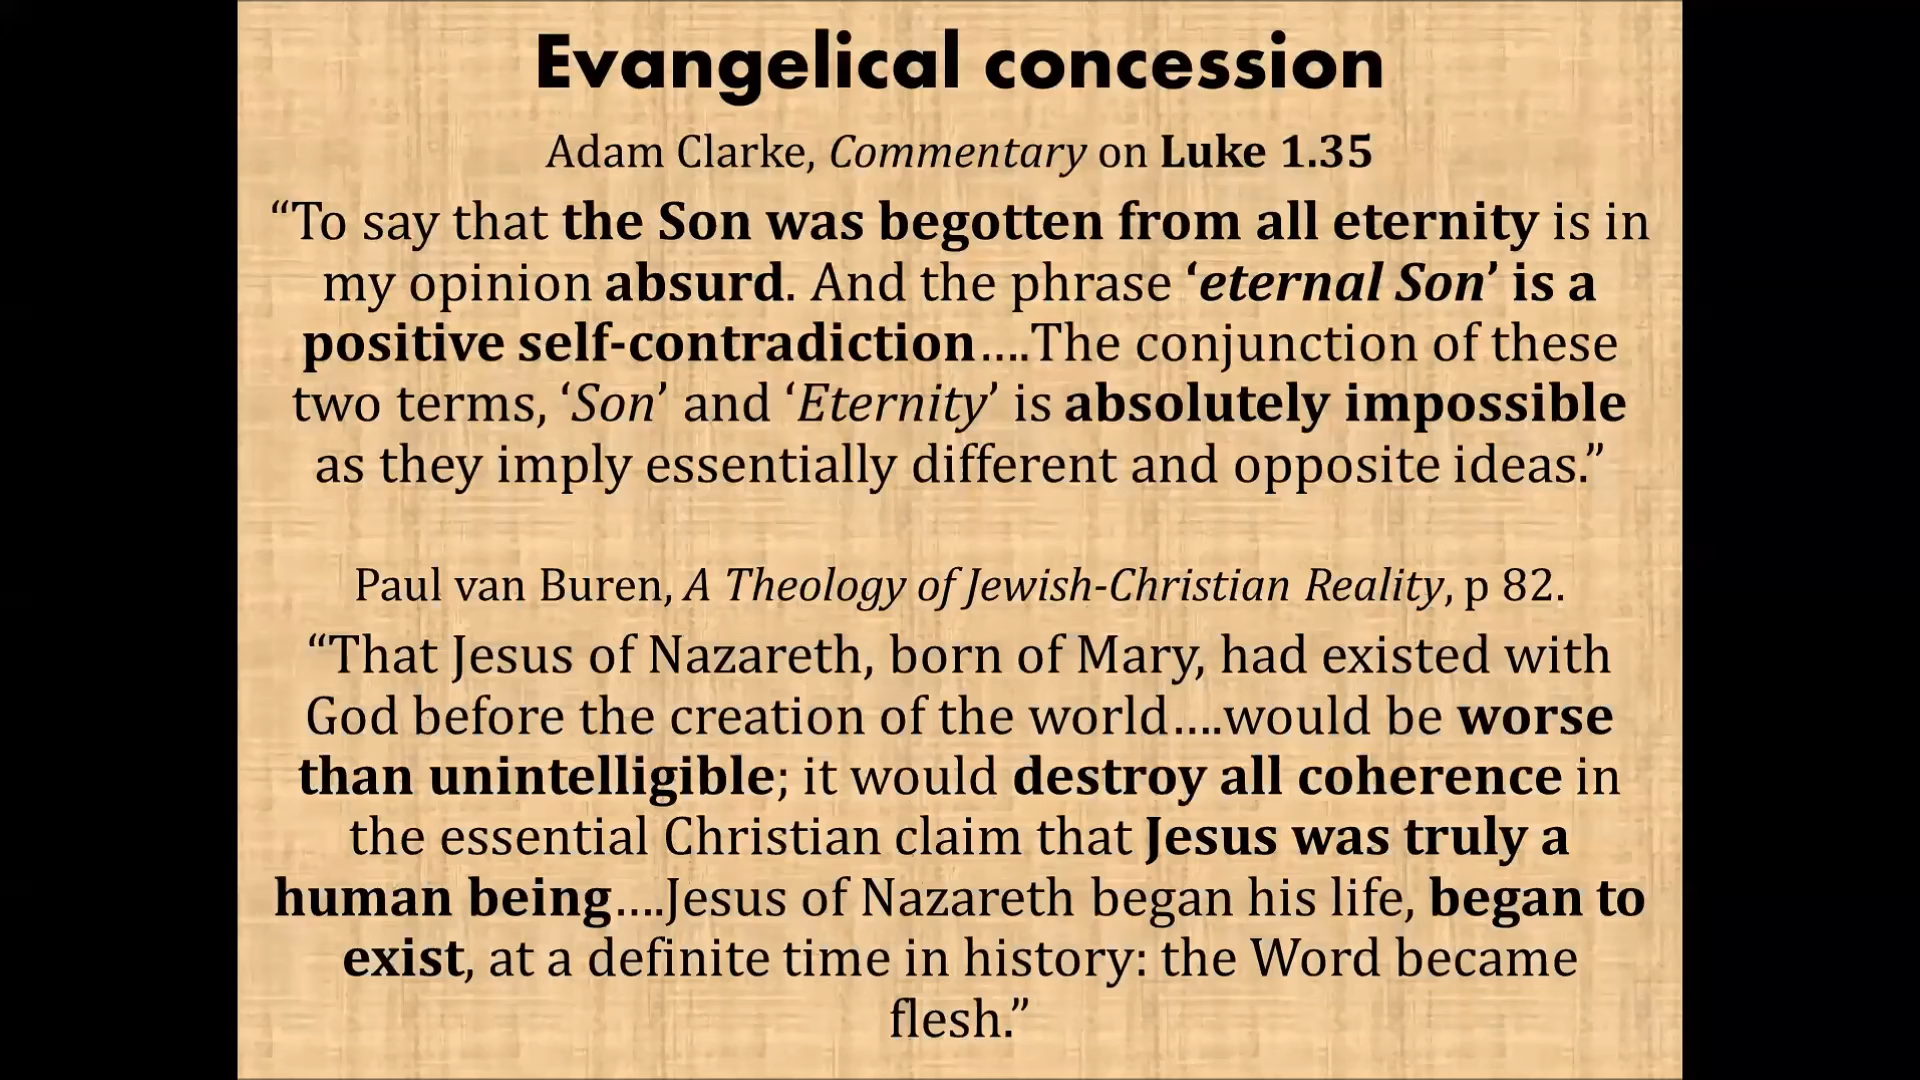 Evangelical concession
Adam Clarke, Commentary on Luke 1.35
“To say that the Son was begotten from all eternity is in
my opinion absurd. And the phrase ‘eternal Son’ is a
positive self-contradiction….The conjunction of these
two terms, ‘Son’ and ‘Eternity’ is absolutely impossible
as they imply essentially different and opposite ideas.”
Paul van Buren, A Theology of Jewish-Christian Reality, p 82.
“That Jesus of Nazareth, born of Mary, had existed with
God before the creation of the world….would be worse
than unintelligible; it would destroy all coherence in
the essential Christian claim that Jesus was truly a
human being….Jesus of Nazareth began his life, began to
exist, at a definite time in history: the Word became
flesh.”